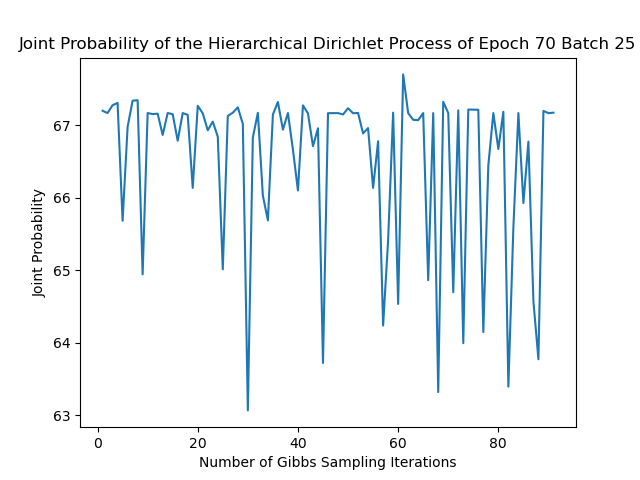 Joint Probability of the Hierarchical Dirichlet Process of Epoch 70 Batch 25
67
66
65
64
63
Joint Probability
0 20 40 60 80
Number of Gibbs Sampling Iterations